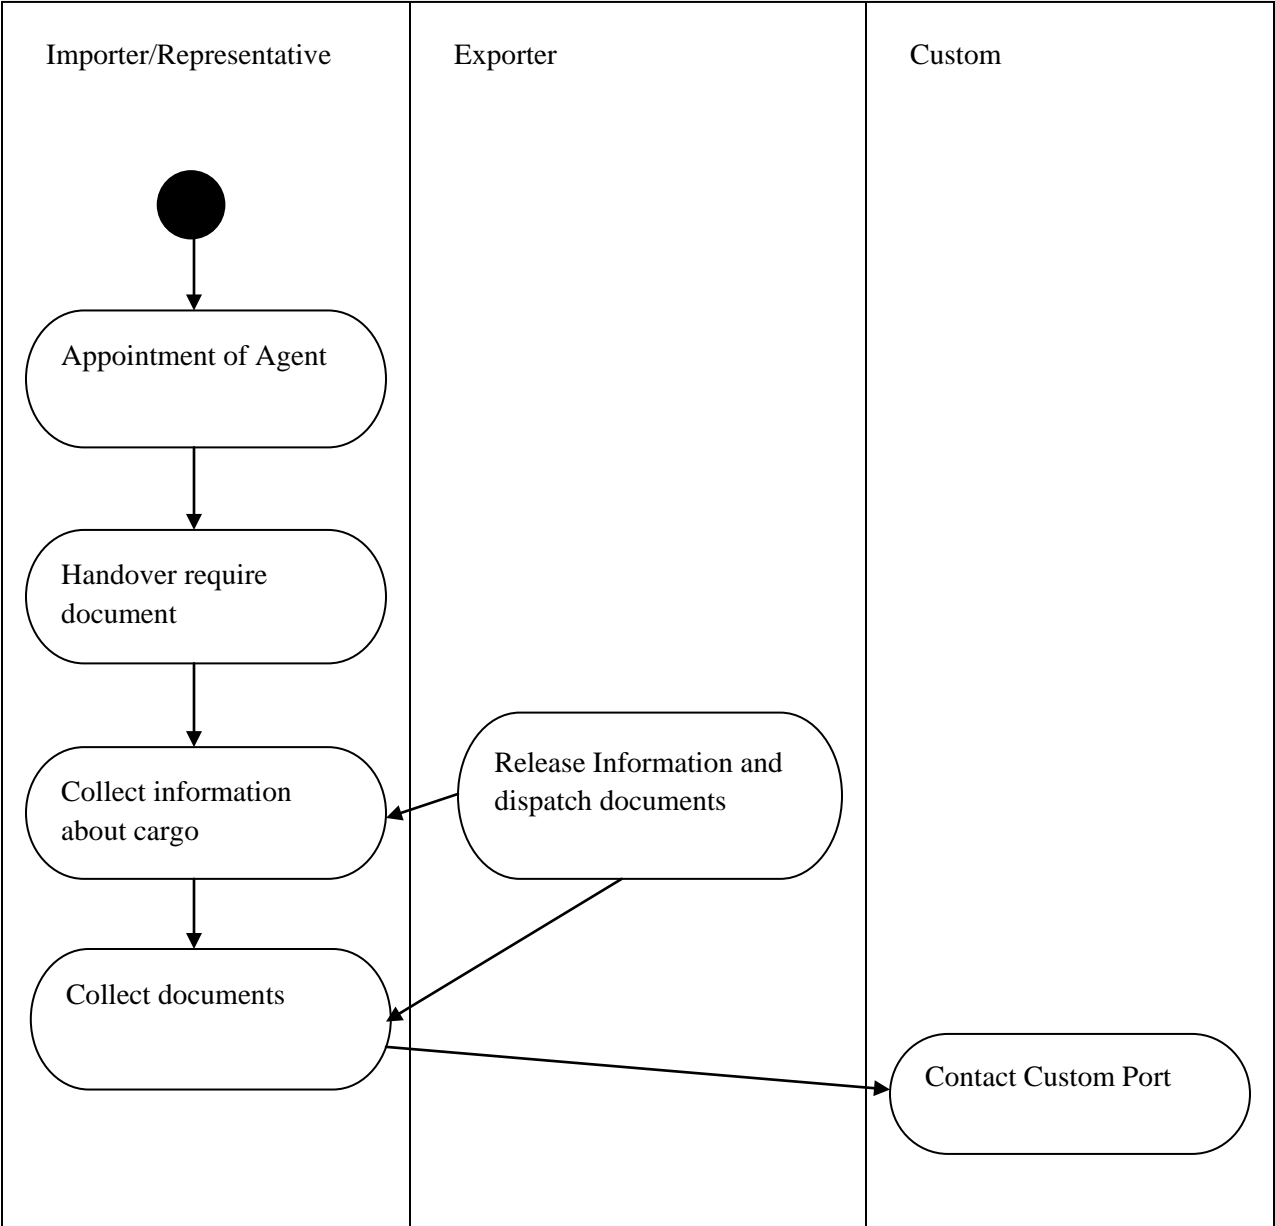 Importer/Representative
Exporter
Custom
Appointment of Agent
Handover require
document
Collect information
about cargo
Release Information and
dispatch documents
Collect documents
Contact Custom Port